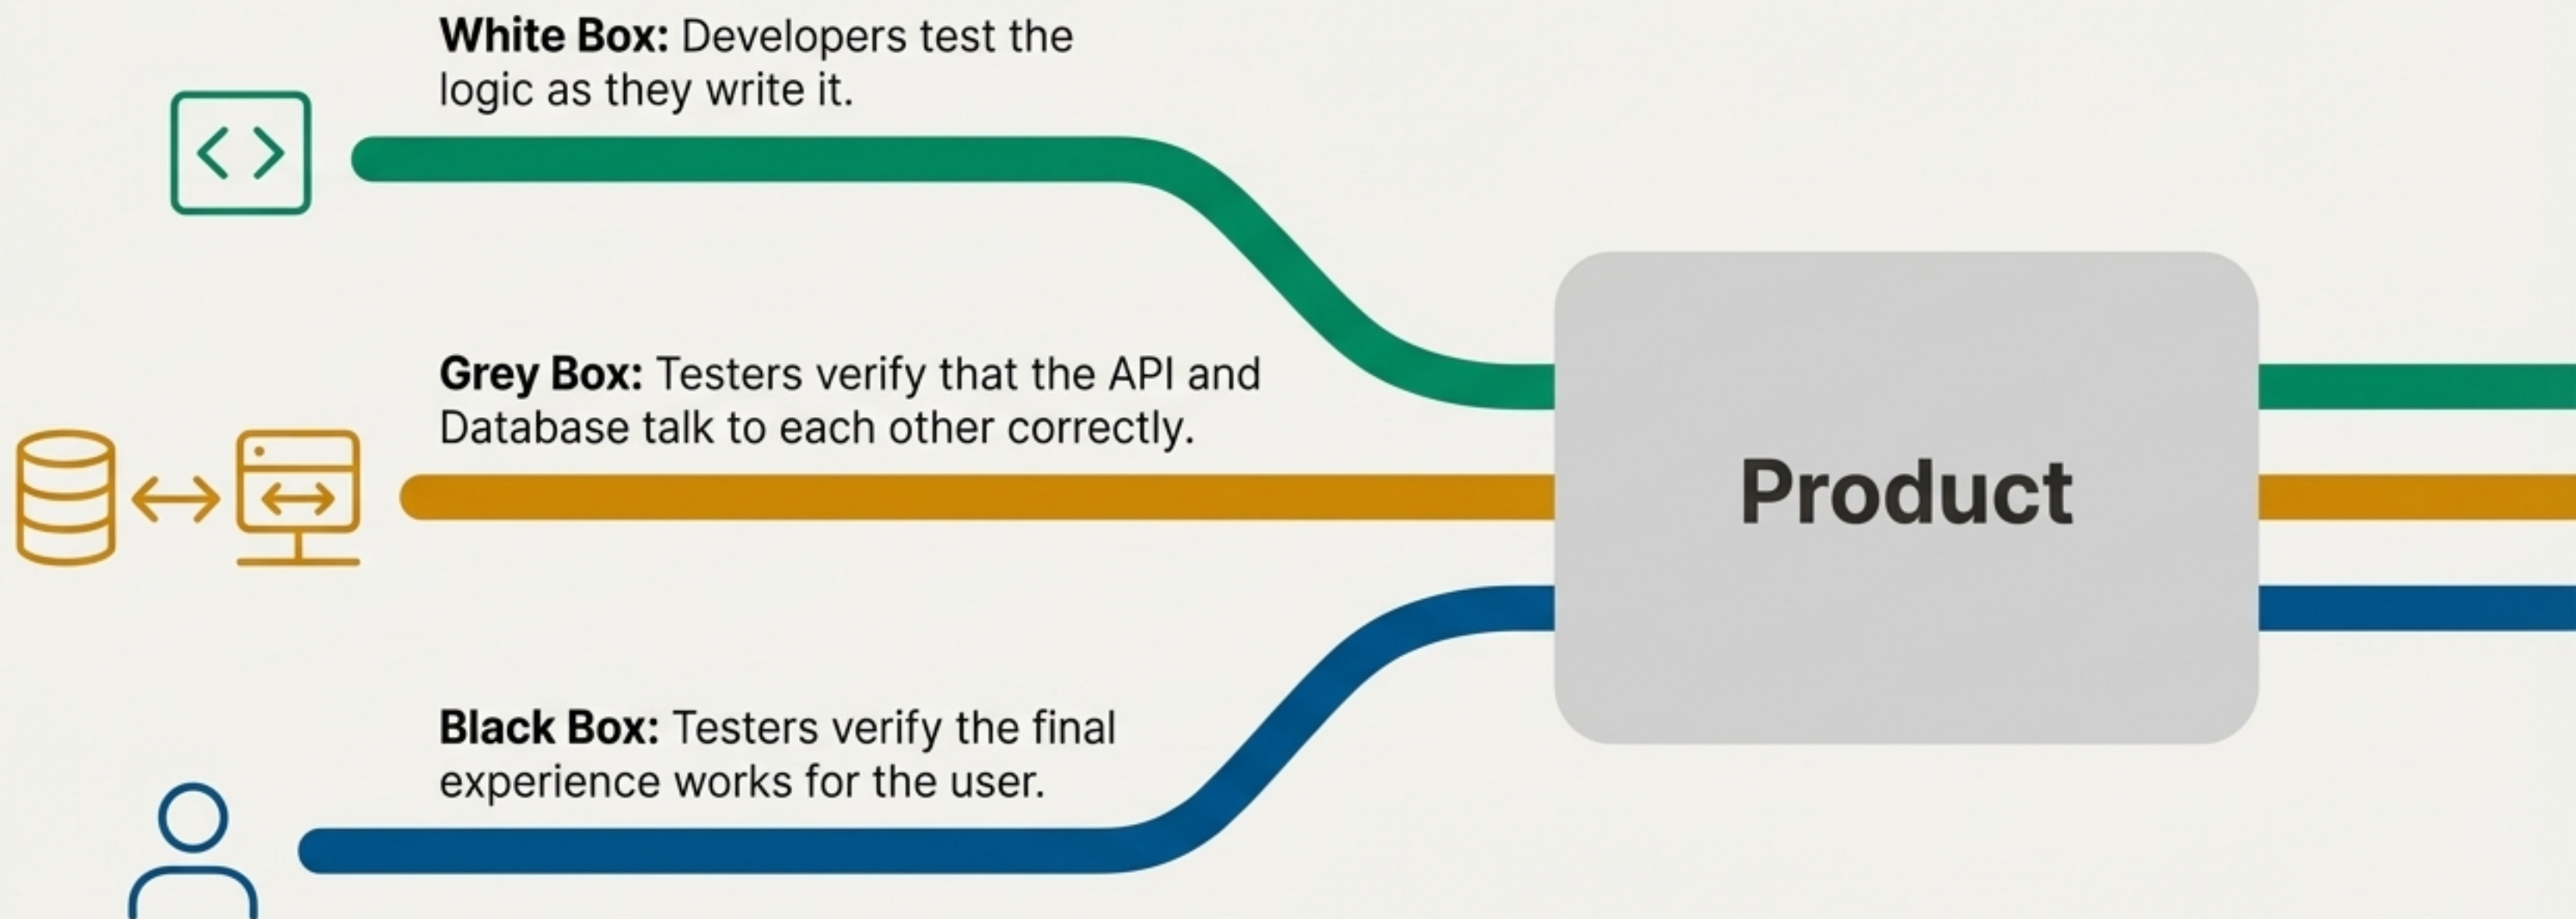 White Box: Developers test the
logic as they write it.
Grey Box: Testers verify that the API and
Database talk to each other correctly.
Product
Black Box: Testers verify the final
experience works for the user.